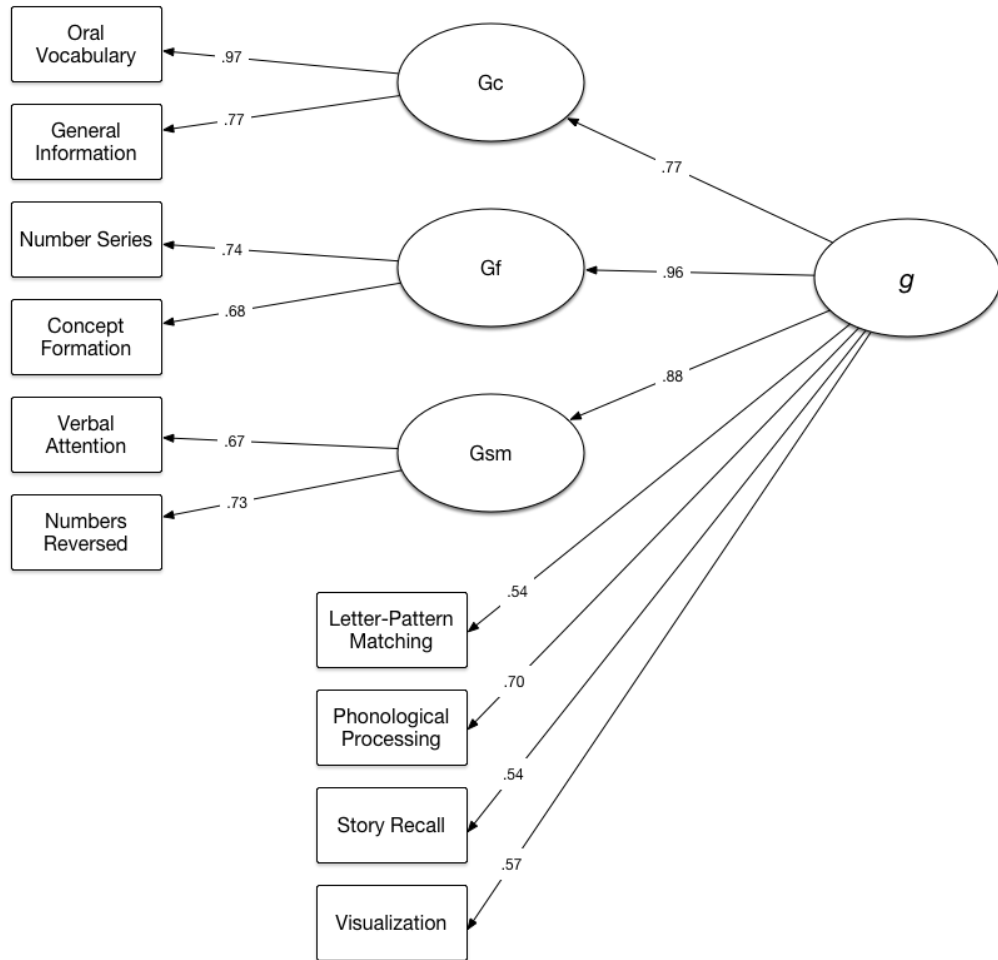 Oral
Vocabulary
.97
Gc
.77
General
Information
.77
Number Series
.74
Gf
.96
g
.68
Concept
Formation
.88
Verbal
Attention
.67
Gsm
.73
Numbers
Reversed
.54
Letter-Pattern
Matching
.70
Phonological
Processing
.54
Story Recall
.57
Visualization